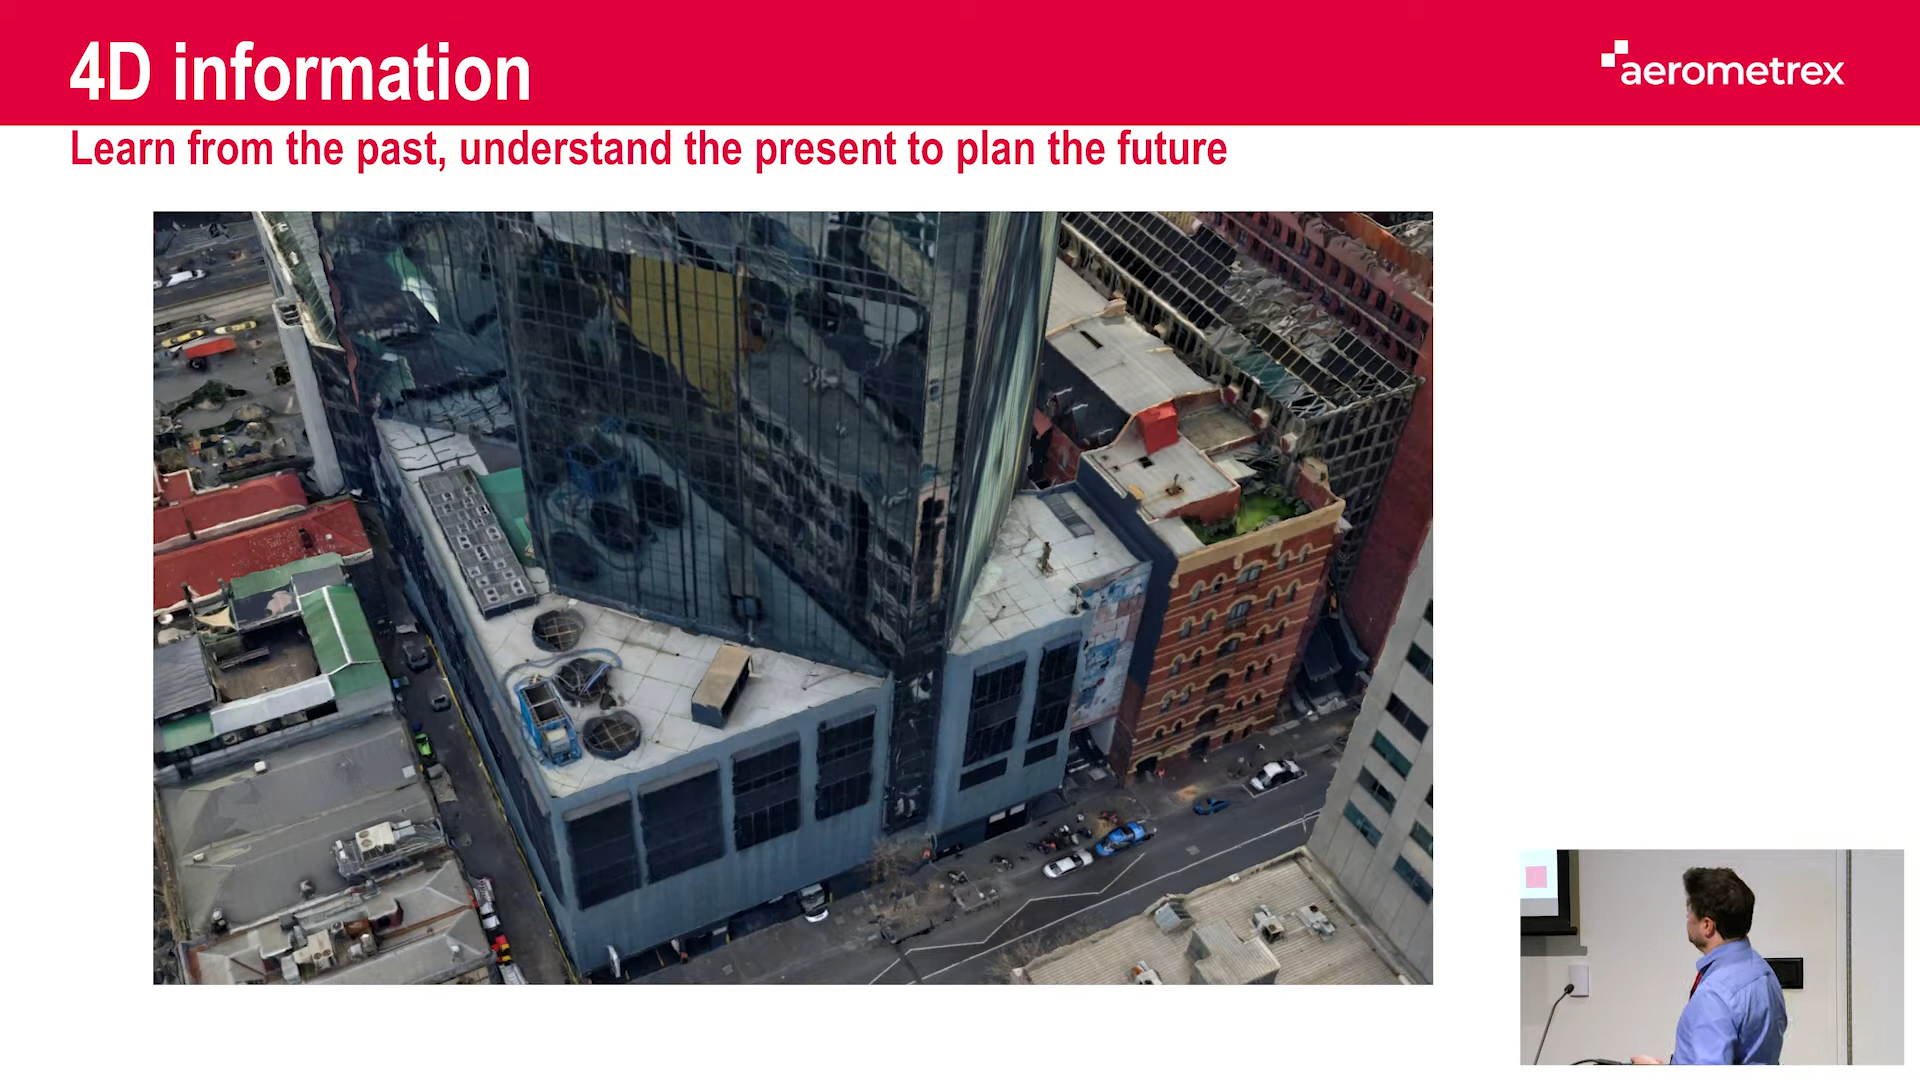 4D information
aerometrex
Learn from the past, understand the present to plan the future